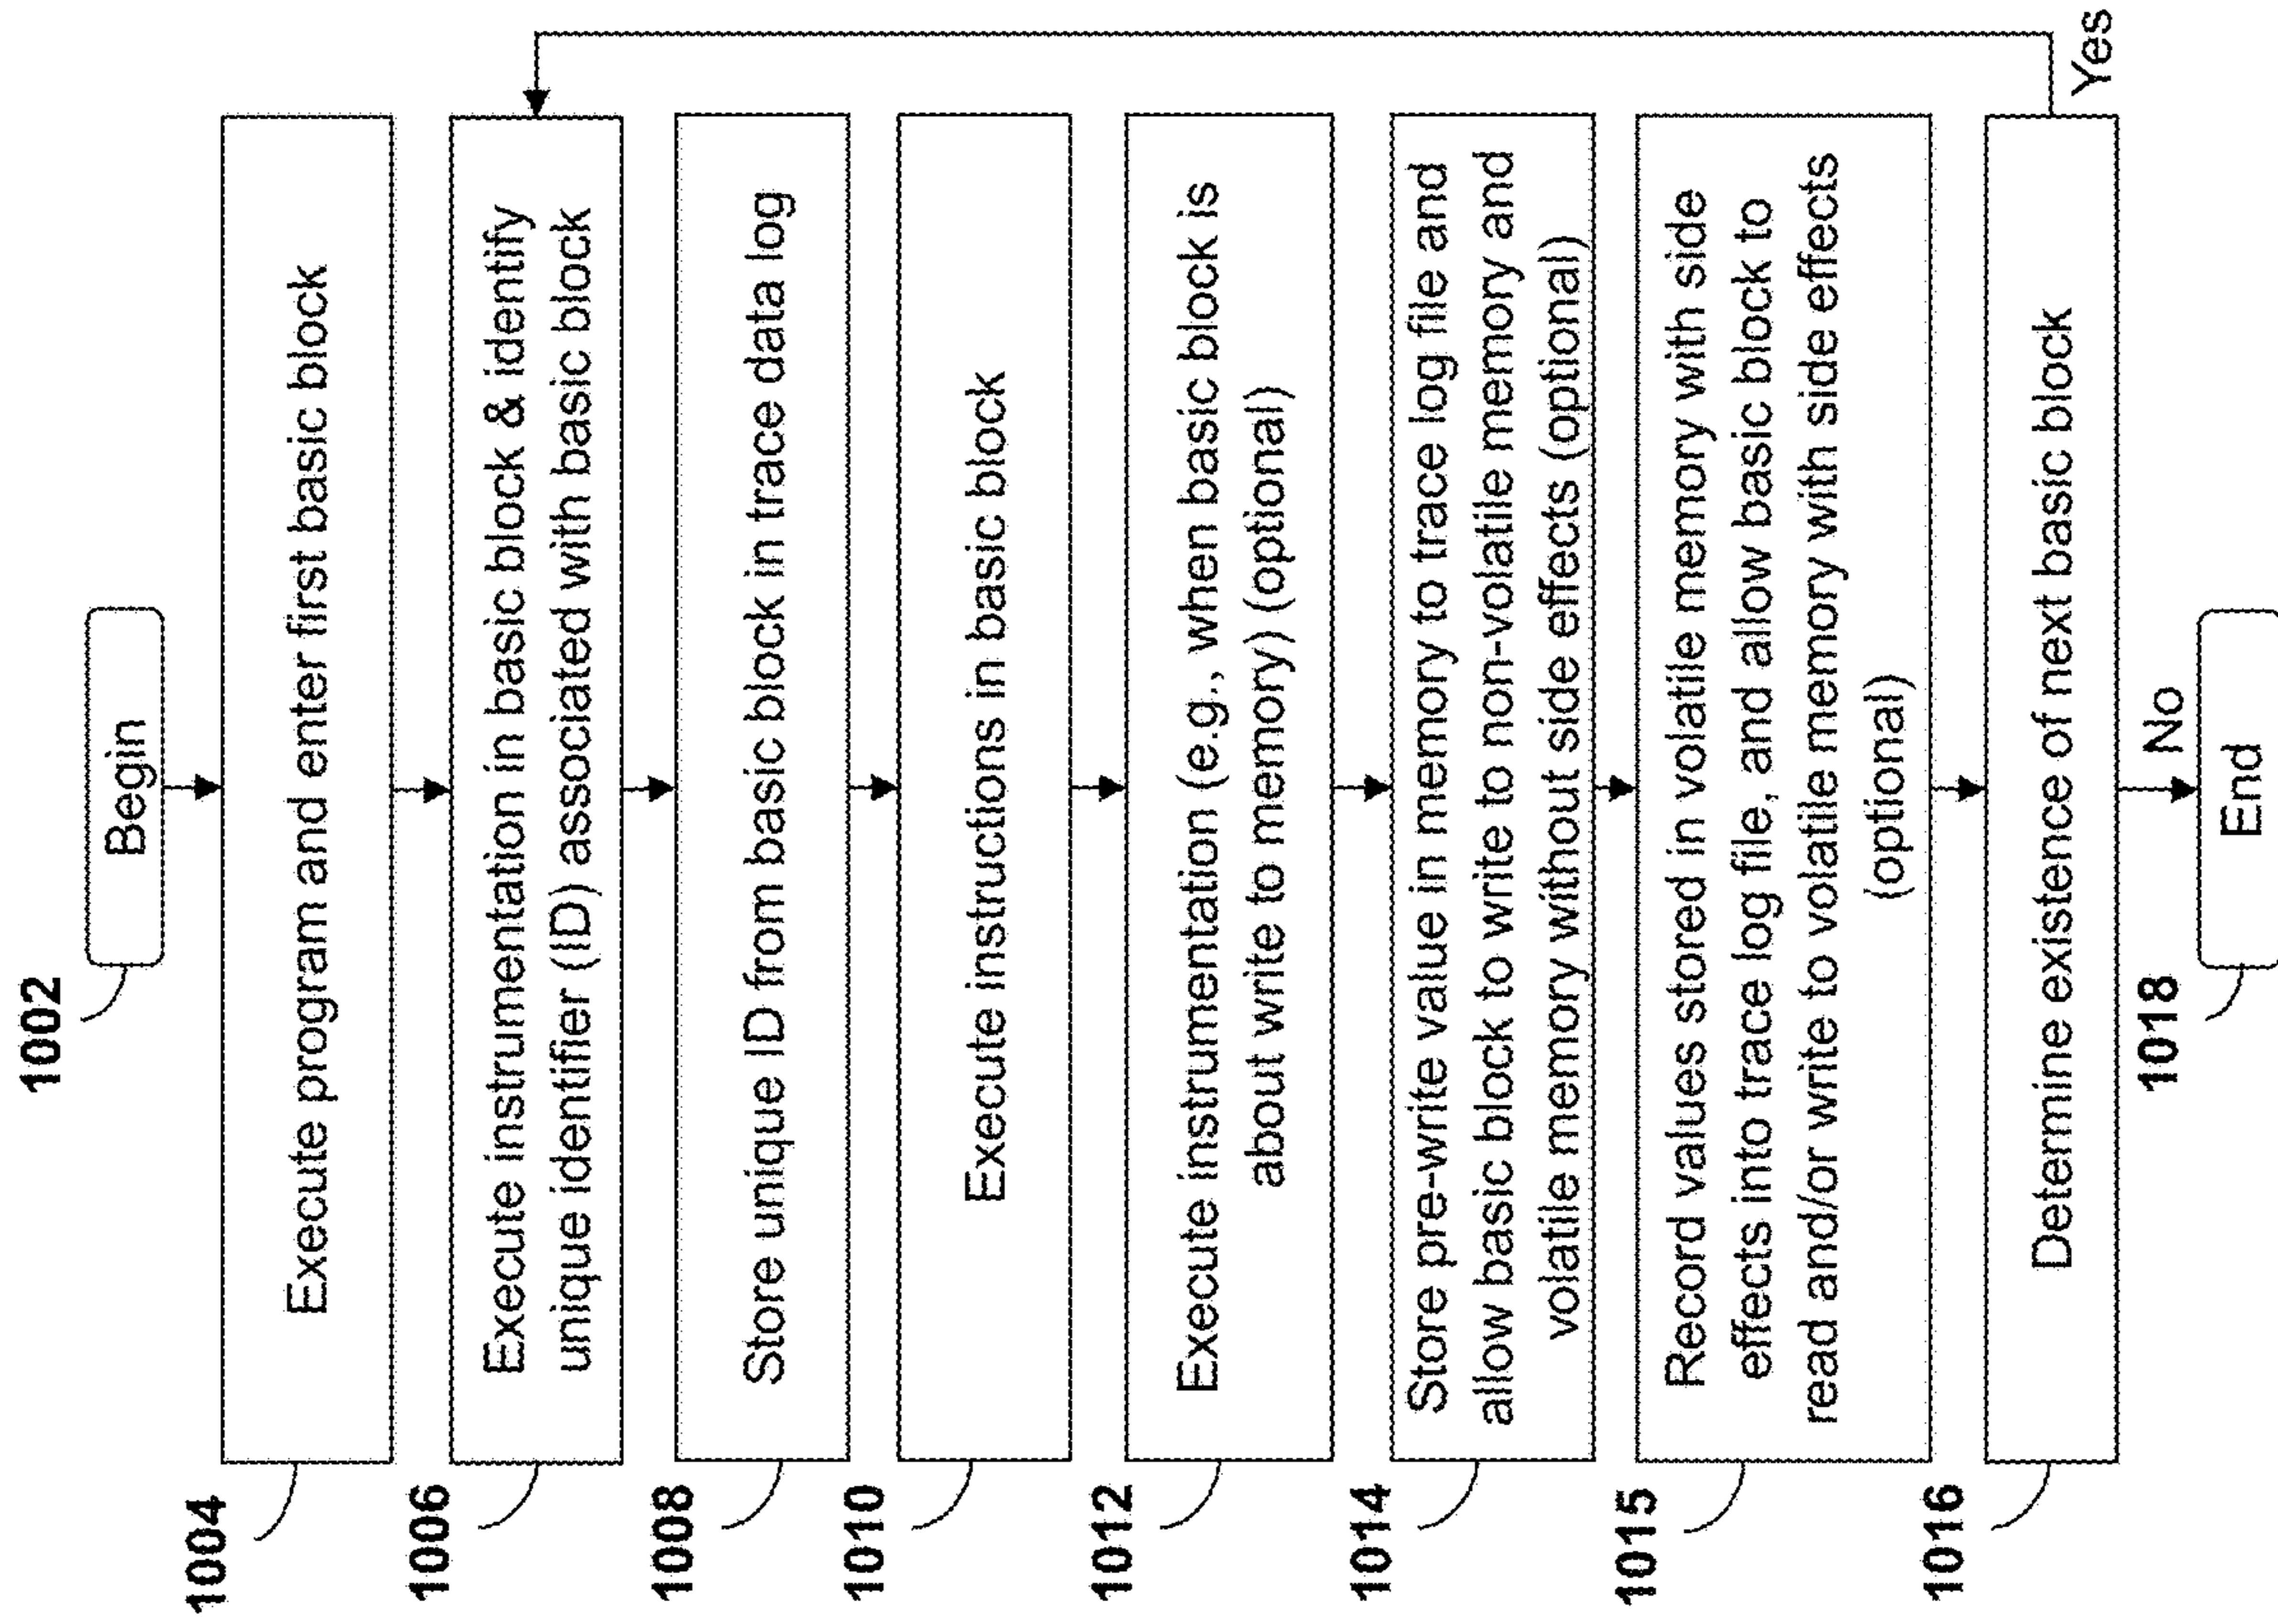 1002
Begin
1004
Execute program and enter first basic block
1006
Execute instrumentation in basic block & identify
unique identifier (ID) associated with basic block
1008
Store unique ID from basic block in trace data log
1010
Execute instructions in basic block
1012
Execute instrumentation (e.g., when basic block is
about write to memory) (optional)
1014
Store pre-write value in memory to trace log file and
allow basic block to write to non-volatile memory and
volatile memory without side effects (optional)
1015
Record values stored in volatile memory with side
effects into trace log file, and allow basic block to
read and/or write to volatile memory with side effects
(optional)
1016
Determine existence of next basic block
Yes
No
1018
End